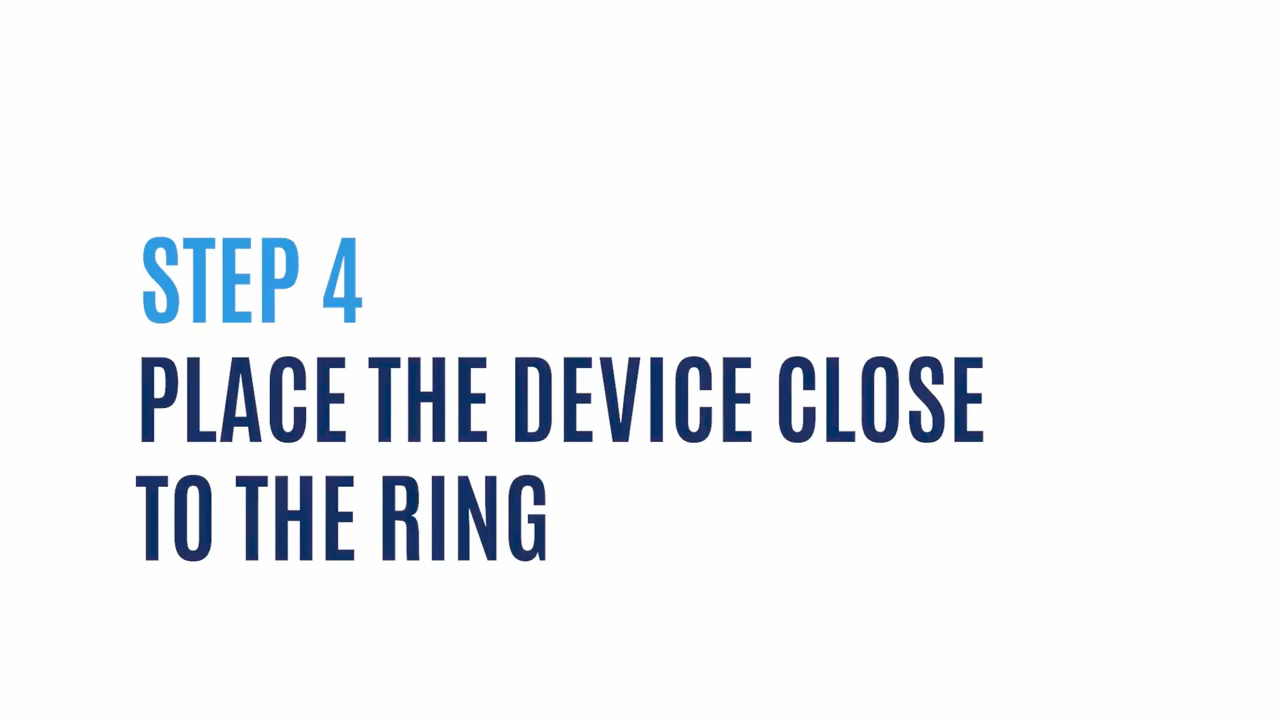 STEP 4
PLACE THE DEVICE CLOSE
TO THE RING